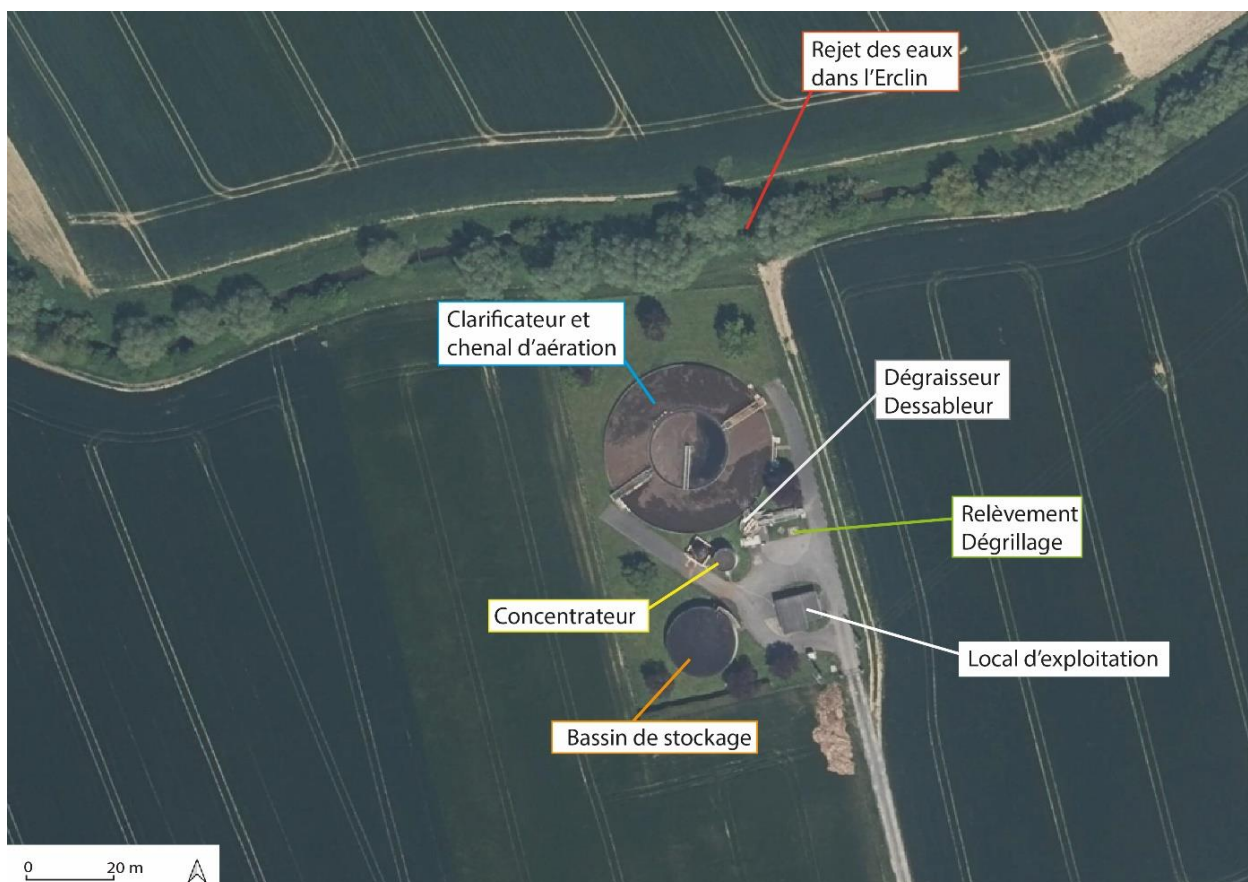 Rejet des eaux
dans l'Erclin
Clarificateur et
chenal d'aération
Dégraisseur
Dessableur
Relèvement
Dégrillage
Concentrateur
Local d'exploitation
Bassin de stockage
0 20 m